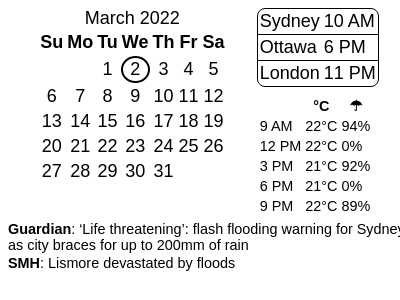 March 2022
Su Mo Tu We Th Fr Sa
1 2 3 4 5
6 7 8 9 10 11 12
13 14 15 16 17 18 19
20 21 22 23 24 25 26
27 28 29 30 31
Sydney 10 AM
Ottawa 6 PM
London 11 PM
°C ☂
9 AM 22°C 94%
12 PM 22°C 0%
3 PM 21°C 92%
6 PM 21°C 0%
9 PM 22°C 89%
Guardian: ‘Life threatening’: flash flooding warning for Sydney
as city braces for up to 200mm of rain
SMH: Lismore devastated by floods